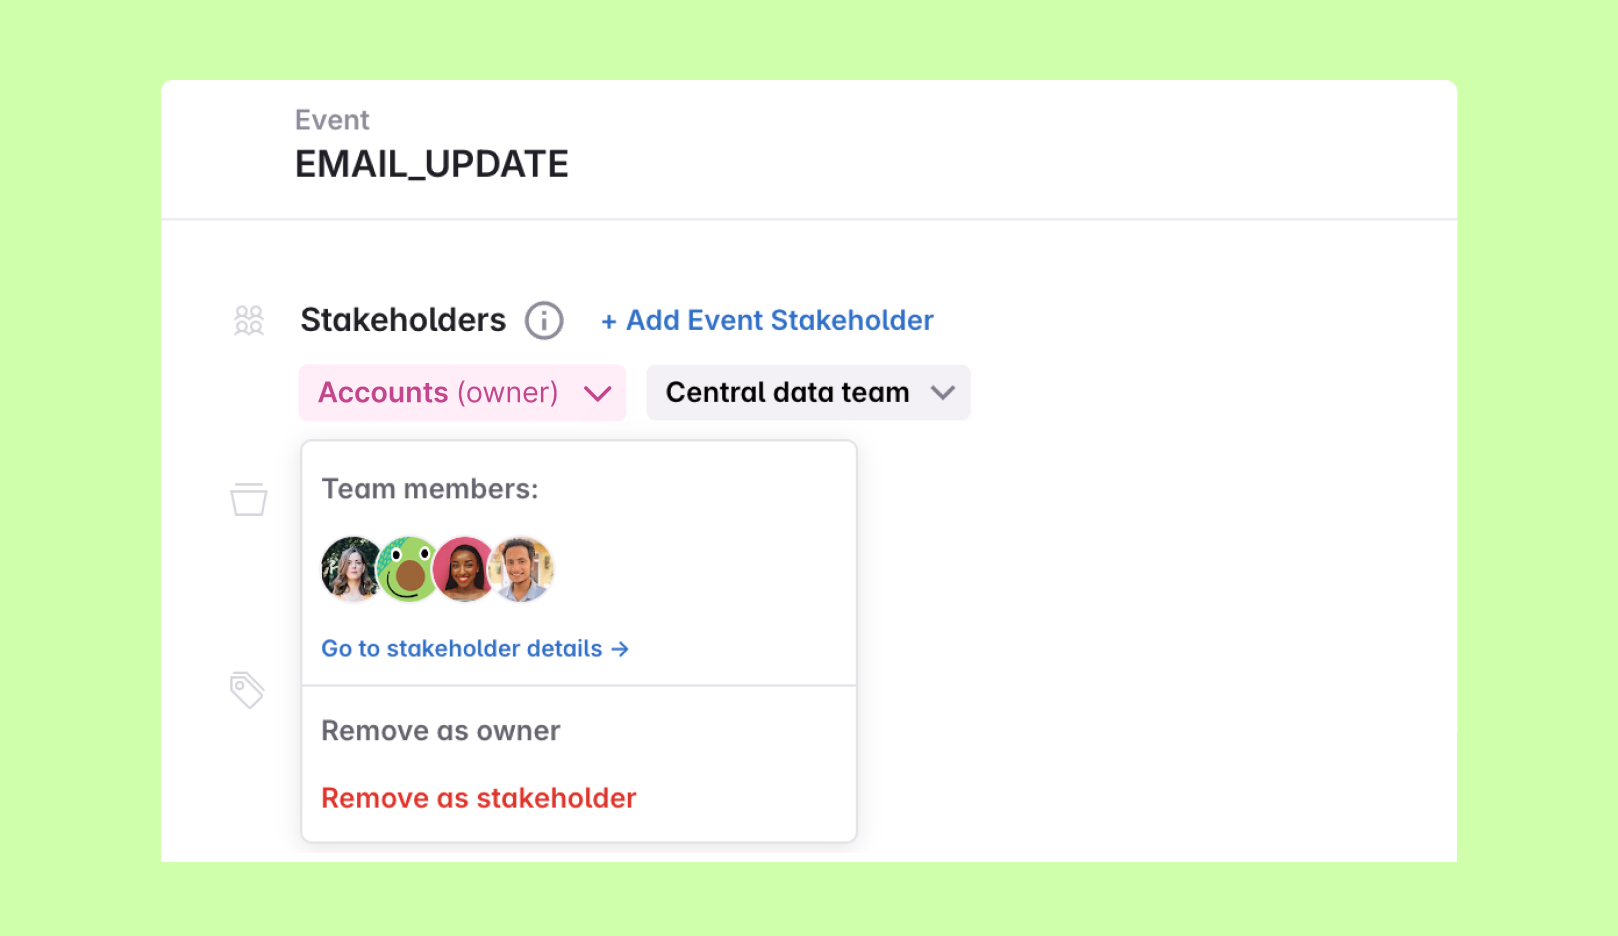 Event
EMAIL_UPDATE
Stakeholders + Add Event Stakeholder
Accounts (owner) Central data team
Team members:
Go to stakeholder details →
Remove as owner
Remove as stakeholder